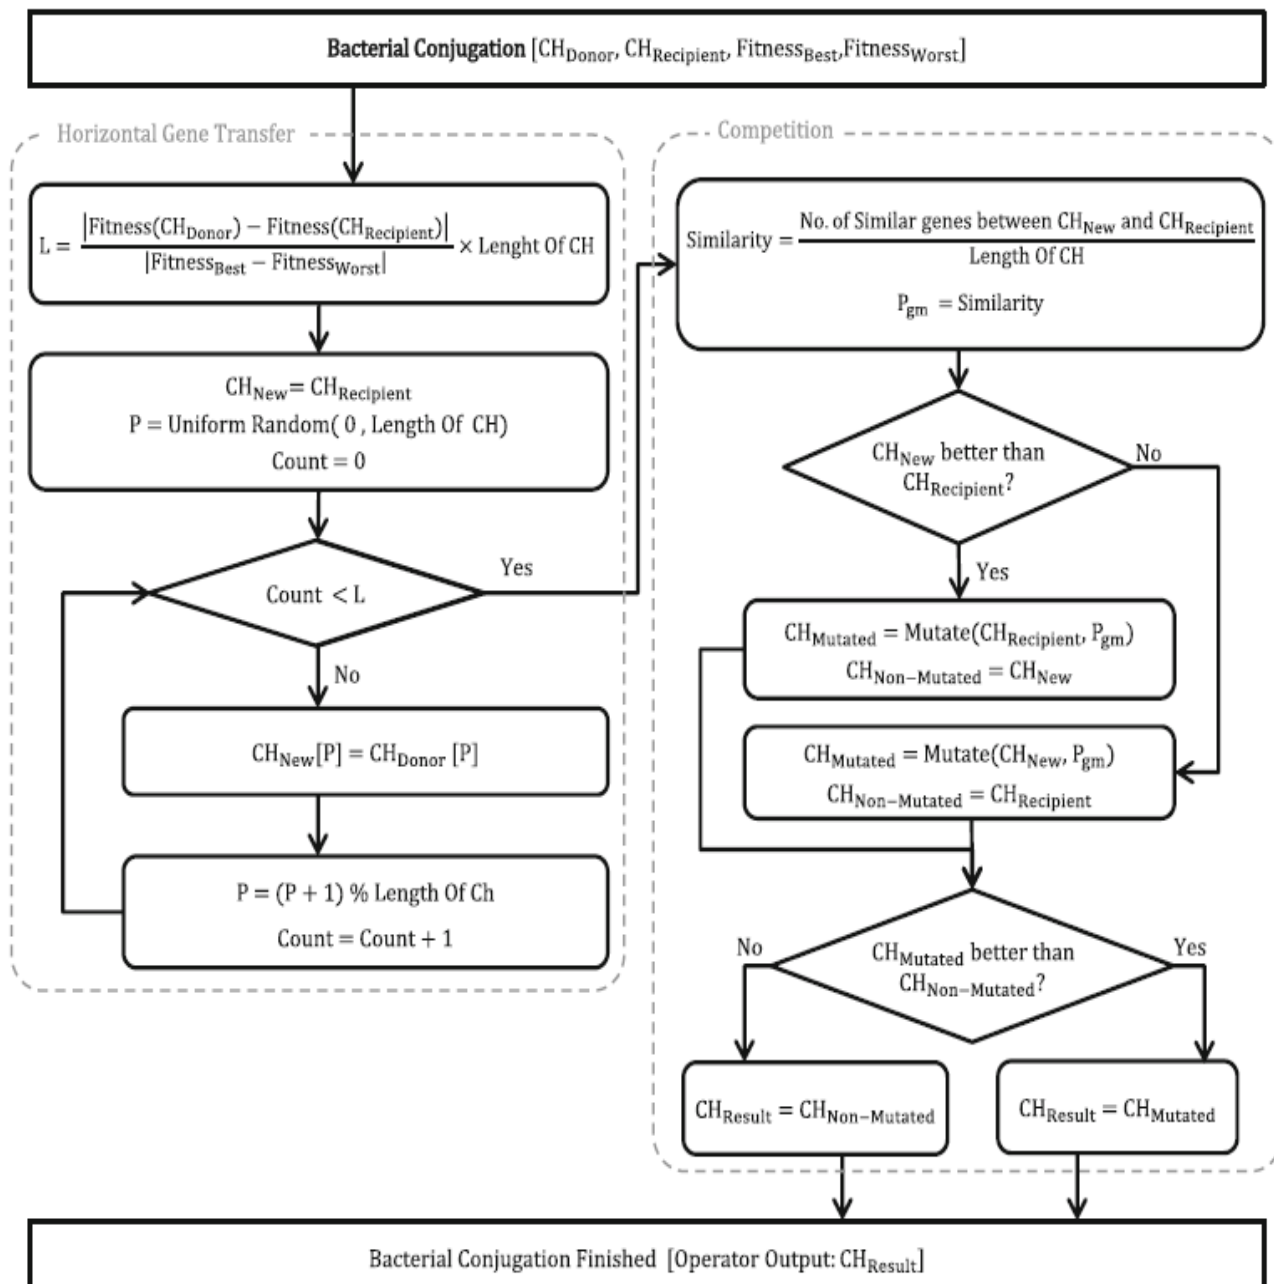 Bacterial Conjugation [CH_Donor, CH_Recipient, Fitness_Best,Fitness_Worst]
Horizontal Gene Transfer
L = |Fitness(CH_Donor) − Fitness(CH_Recipient)| / |Fitness_Best − Fitness_Worst| × Lenght Of CH
CH_New = CH_Recipient
P = Uniform Random( 0 , Length Of CH)
Count = 0
Count < L
Yes
No
CH_New[P] = CH_Donor [P]
P = (P + 1) % Length Of Ch
Count = Count + 1
Competition
Similarity = No. of Similar genes between CH_New and CH_Recipient / Length Of CH
P_gm = Similarity
CH_New better than
CH_Recipient?
No
Yes
CH_Mutated = Mutate(CH_Recipient, P_gm)
CH_Non−Mutated = CH_New
CH_Mutated = Mutate(CH_New, P_gm)
CH_Non−Mutated = CH_Recipient
CH_Mutated better than
CH_Non−Mutated?
No
Yes
CH_Result = CH_Non−Mutated
CH_Result = CH_Mutated
Bacterial Conjugation Finished [Operator Output: CH_Result]